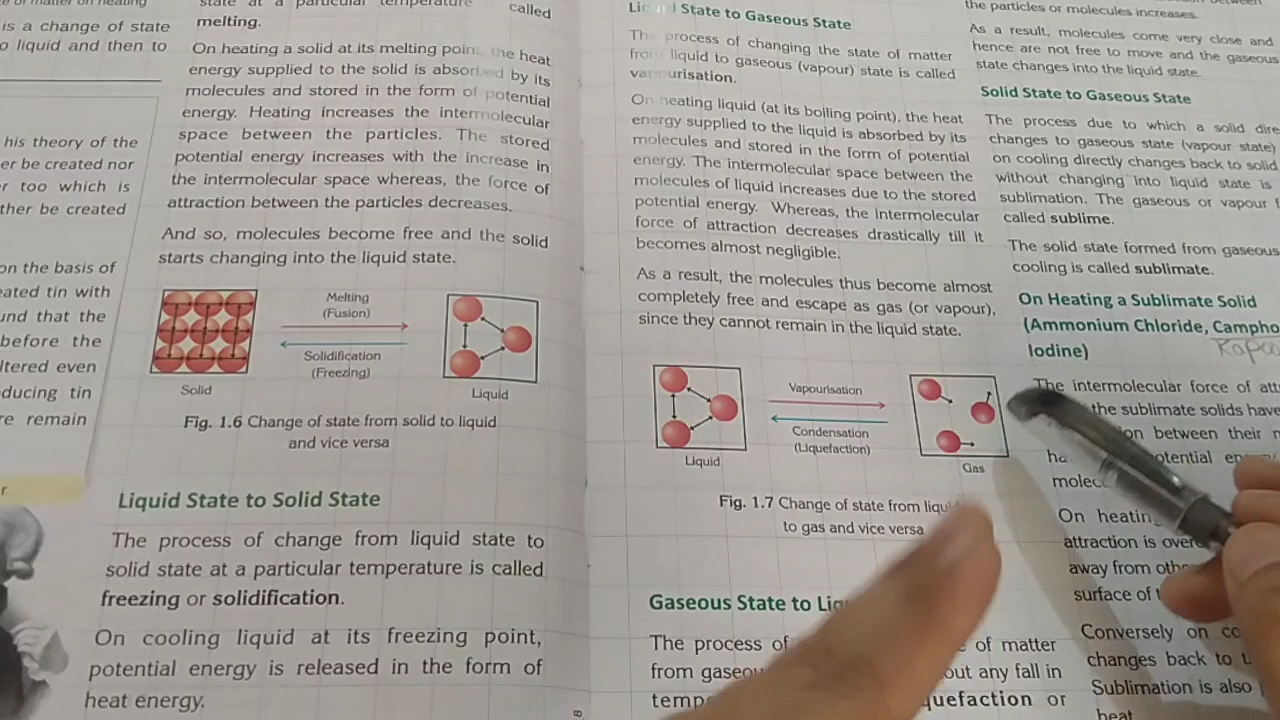 is a change of state
liquid and then to
his theory of the
be created nor
too which is
be created
on the basis of
tin with
that the
before the
even
tin
remain
state at a particular temperature called
melting.
On heating a solid at its melting point, the heat
energy supplied to the solid is absorbed by its
molecules and stored in the form of potential
energy. Heating increases the intermolecular
space between the particles. The stored
potential energy increases with the increase in
the intermolecular space whereas, the force of
attraction between the particles decreases.
And so, molecules become free and the solid
starts changing into the liquid state.
Melting
(Fusion)
Solidification
(Freezing)
Solid
Liquid
Fig. 1.6 Change of state from solid to liquid
and vice versa
Liquid State to Solid State
The process of change from liquid state to
solid state at a particular temperature is called
freezing or solidification.
On cooling liquid at its freezing point,
potential energy is released in the form of
heat energy.
8
Liquid State to Gaseous State
The process of changing the state of matter
from liquid to gaseous (vapour) state is called
vapourisation.
On heating liquid (at its boiling point), the heat
energy supplied to the liquid is absorbed by its
molecules and stored in the form of potential
energy. The intermolecular space between the
molecules of liquid increases due to the stored
potential energy. Whereas, the intermolecular
force of attraction decreases drastically till it
becomes almost negligible.
As a result, the molecules thus become almost
completely free and escape as gas (or vapour),
since they cannot remain in the liquid state.
Vapourisation
Condensation
(Liquefaction)
Liquid
Gas
Fig. 1.7 Change of state from
to gas and vice versa
Gaseous State to
The process of of matter
from any fall in
or
the particles or molecules increases.
As a result, molecules come very close and
hence are not free to move and the gaseous
state changes into the liquid state.
Solid State to Gaseous State
The process due to which a solid
changes to gaseous state (vapour state)
on cooling directly changes back to solid
without changing into liquid state is
sublimation. The gaseous or vapour
called sublime.
The solid state formed from gaseous
cooling is called sublimate.
On Heating a Sublimate Solid
(Ammonium Chloride,
Iodine)
The intermolecular force of
the sublimate solids have
between their
On
attraction is
away from
surface of
Conversely on
changes back to
Sublimation is also
heat